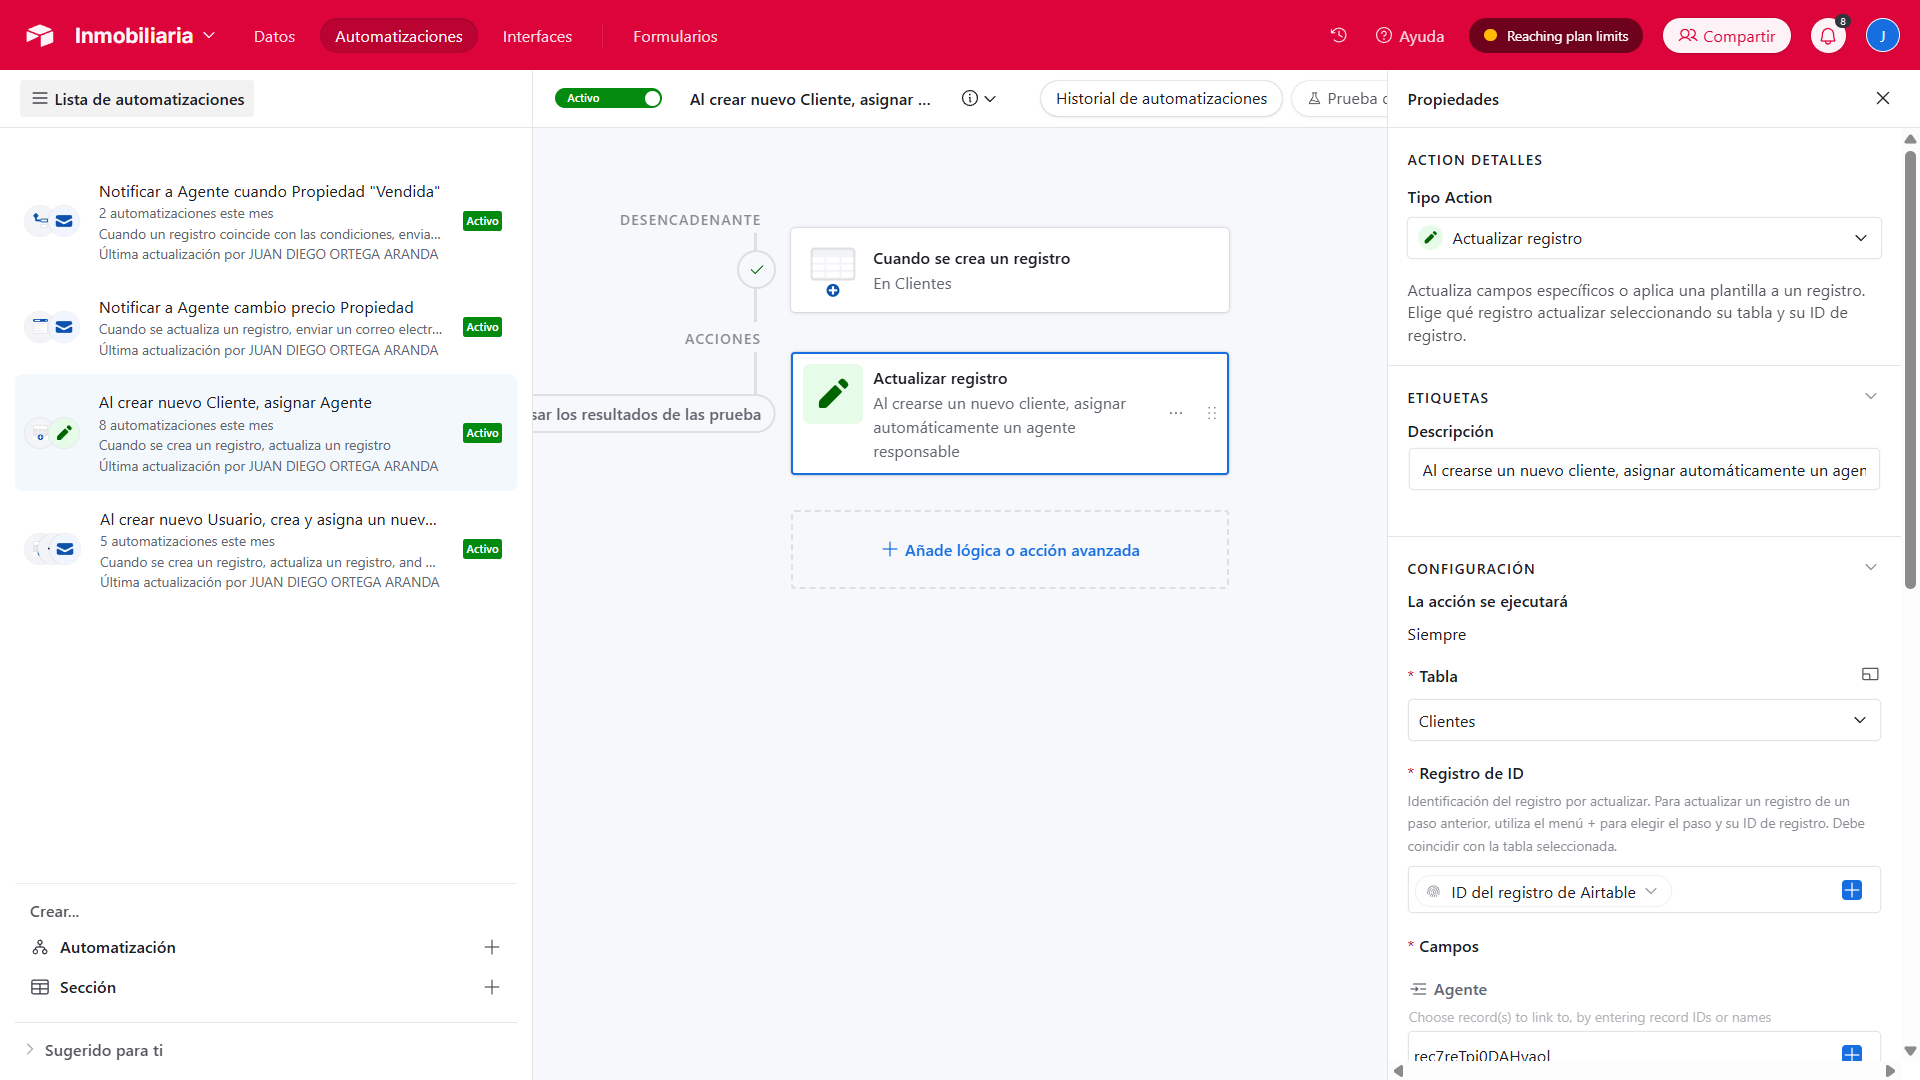 Inmobiliaria
Datos
Automatizaciones
Interfaces
Formularios
Ayuda
Reaching plan limits
Compartir
8
J
Lista de automatizaciones
Notificar a Agente cuando Propiedad "Vendida"
2 automatizaciones este mes
Cuando un registro coincide con las condiciones, envia...
Última actualización por JUAN DIEGO ORTEGA ARANDA
Activo
Notificar a Agente cambio precio Propiedad
Cuando se actualiza un registro, enviar un correo electr...
Última actualización por JUAN DIEGO ORTEGA ARANDA
Activo
Al crear nuevo Cliente, asignar Agente
8 automatizaciones este mes
Cuando se crea un registro, actualiza un registro
Última actualización por JUAN DIEGO ORTEGA ARANDA
Activo
Al crear nuevo Usuario, crea y asigna un nuev...
5 automatizaciones este mes
Cuando se crea un registro, actualiza un registro, and ...
Última actualización por JUAN DIEGO ORTEGA ARANDA
Activo
Crear...
Automatización
Sección
Sugerido para ti
Activo
Al crear nuevo Cliente, asignar ...
Historial de automatizaciones
Prueba
DESENCADENANTE
Cuando se crea un registro
En Clientes
ACCIONES
sar los resultados de las prueba
Actualizar registro
Al crearse un nuevo cliente, asignar
automáticamente un agente
responsable
Añade lógica o acción avanzada
Propiedades
ACTION DETALLES
Tipo Action
Actualizar registro
Actualiza campos específicos o aplica una plantilla a un registro.
Elige qué registro actualizar seleccionando su tabla y su ID de
registro.
ETIQUETAS
Descripción
Al crearse un nuevo cliente, asignar automáticamente un agen
CONFIGURACIÓN
La acción se ejecutará
Siempre
* Tabla
Clientes
* Registro de ID
Identificación del registro por actualizar. Para actualizar un registro de un
paso anterior, utiliza el menú + para elegir el paso y su ID de registro. Debe
coincidir con la tabla seleccionada.
ID del registro de Airtable
* Campos
Agente
Choose record(s) to link to, by entering record IDs or names